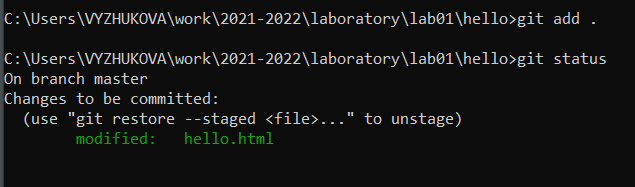 C:\Users\VYZHUKOVA\work\2021-2022\laboratory\lab01\hello>git add .
C:\Users\VYZHUKOVA\work\2021-2022\laboratory\lab01\hello>git status
On branch master
Changes to be committed:
  (use "git restore --staged <file>..." to unstage)
        modified:   hello.html